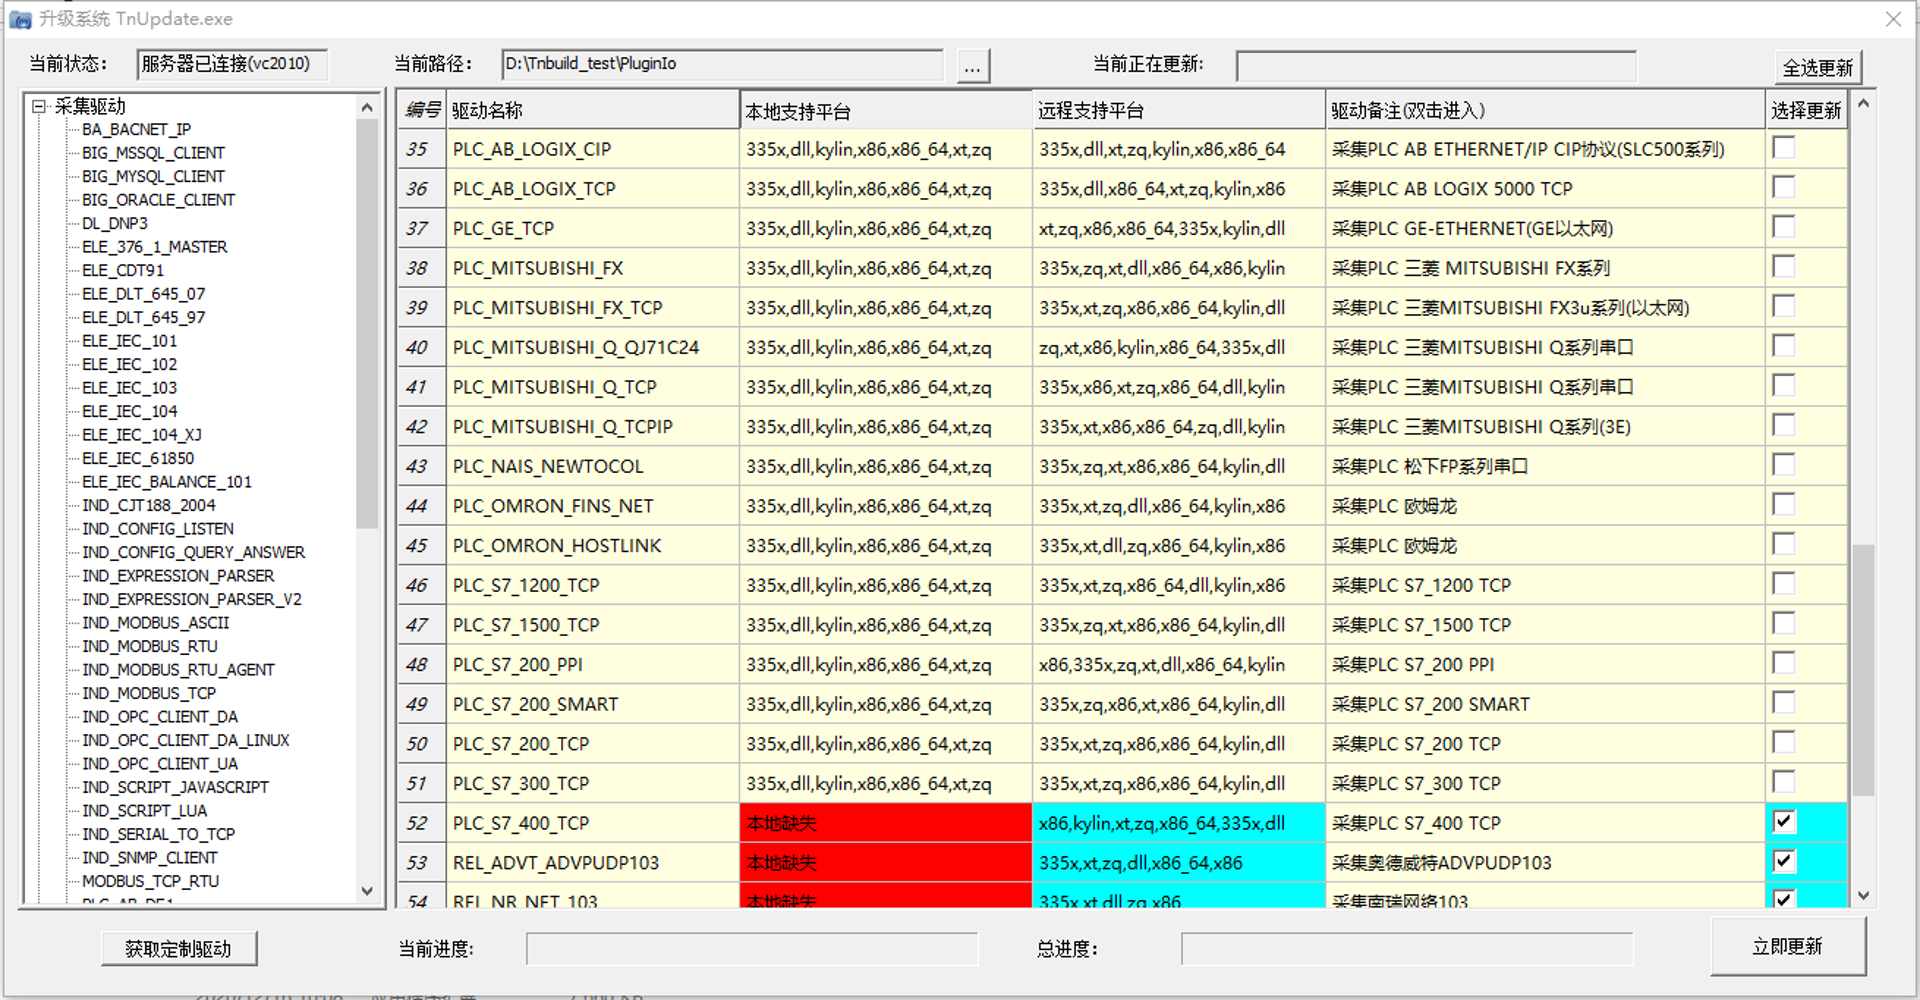 升级系统 TnUpdate.exe
当前状态: 服务器已连接(vc2010) 当前路径: D:\Tnbuild_test\PluginIo ... 当前正在更新: 全选更新
采集驱动
BA_BACNET_IP
BIG_MSSQL_CLIENT
BIG_MYSQL_CLIENT
BIG_ORACLE_CLIENT
DL_DNP3
ELE_376_1_MASTER
ELE_CDT91
ELE_DLT_645_07
ELE_DLT_645_97
ELE_IEC_101
ELE_IEC_102
ELE_IEC_103
ELE_IEC_104
ELE_IEC_104_XJ
ELE_IEC_61850
ELE_IEC_BALANCE_101
IND_CJT188_2004
IND_CONFIG_LISTEN
IND_CONFIG_QUERY_ANSWER
IND_EXPRESSION_PARSER
IND_EXPRESSION_PARSER_V2
IND_MODBUS_ASCII
IND_MODBUS_RTU
IND_MODBUS_RTU_AGENT
IND_MODBUS_TCP
IND_OPC_CLIENT_DA
IND_OPC_CLIENT_DA_LINUX
IND_OPC_CLIENT_UA
IND_SCRIPT_JAVASCRIPT
IND_SCRIPT_LUA
IND_SERIAL_TO_TCP
IND_SNMP_CLIENT
MODBUS_TCP_RTU
编号 驱动名称 本地支持平台 远程支持平台 驱动备注(双击进入) 选择更新
35 PLC_AB_LOGIX_CIP 335x,dll,kylin,x86,x86_64,xt,zq 335x,dll,xt,zq,kylin,x86,x86_64 采集PLC AB ETHERNET/IP CIP协议(SLC500系列)
36 PLC_AB_LOGIX_TCP 335x,dll,kylin,x86,x86_64,xt,zq 335x,dll,x86_64,xt,zq,kylin,x86 采集PLC AB LOGIX 5000 TCP
37 PLC_GE_TCP 335x,dll,kylin,x86,x86_64,xt,zq xt,zq,x86,x86_64,335x,kylin,dll 采集PLC GE-ETHERNET(GE以太网)
38 PLC_MITSUBISHI_FX 335x,dll,kylin,x86,x86_64,xt,zq 335x,zq,xt,dll,x86_64,x86,kylin 采集PLC 三菱 MITSUBISHI FX系列
39 PLC_MITSUBISHI_FX_TCP 335x,dll,kylin,x86,x86_64,xt,zq 335x,xt,zq,x86,x86_64,kylin,dll 采集PLC 三菱MITSUBISHI FX3u系列(以太网)
40 PLC_MITSUBISHI_Q_QJ71C24 335x,dll,kylin,x86,x86_64,xt,zq zq,xt,x86,kylin,x86_64,335x,dll 采集PLC 三菱MITSUBISHI Q系列串口
41 PLC_MITSUBISHI_Q_TCP 335x,dll,kylin,x86,x86_64,xt,zq 335x,x86,xt,zq,x86_64,dll,kylin 采集PLC 三菱MITSUBISHI Q系列串口
42 PLC_MITSUBISHI_Q_TCPIP 335x,dll,kylin,x86,x86_64,xt,zq 335x,xt,x86,x86_64,zq,dll,kylin 采集PLC 三菱MITSUBISHI Q系列(3E)
43 PLC_NAIS_NEWTOCOL 335x,dll,kylin,x86,x86_64,xt,zq 335x,zq,xt,x86,x86_64,kylin,dll 采集PLC 松下FP系列串口
44 PLC_OMRON_FINS_NET 335x,dll,kylin,x86,x86_64,xt,zq 335x,xt,zq,dll,x86_64,kylin,x86 采集PLC 欧姆龙
45 PLC_OMRON_HOSTLINK 335x,dll,kylin,x86,x86_64,xt,zq 335x,xt,dll,zq,x86_64,kylin,x86 采集PLC 欧姆龙
46 PLC_S7_1200_TCP 335x,dll,kylin,x86,x86_64,xt,zq 335x,xt,zq,x86_64,dll,kylin,x86 采集PLC S7_1200 TCP
47 PLC_S7_1500_TCP 335x,dll,kylin,x86,x86_64,xt,zq 335x,zq,xt,x86,x86_64,kylin,dll 采集PLC S7_1500 TCP
48 PLC_S7_200_PPI 335x,dll,kylin,x86,x86_64,xt,zq x86,335x,zq,xt,dll,x86_64,kylin 采集PLC S7_200 PPI
49 PLC_S7_200_SMART 335x,dll,kylin,x86,x86_64,xt,zq 335x,zq,x86,xt,x86_64,kylin,dll 采集PLC S7_200 SMART
50 PLC_S7_200_TCP 335x,dll,kylin,x86,x86_64,xt,zq 335x,xt,zq,x86,x86_64,kylin,dll 采集PLC S7_200 TCP
51 PLC_S7_300_TCP 335x,dll,kylin,x86,x86_64,xt,zq 335x,xt,zq,x86,x86_64,kylin,dll 采集PLC S7_300 TCP
52 PLC_S7_400_TCP 本地缺失 x86,kylin,xt,zq,x86_64,335x,dll 采集PLC S7_400 TCP
53 REL_ADVT_ADVPUDP103 本地缺失 335x,xt,zq,dll,x86_64,x86 采集奥德威特ADVPUDP103
54 REL_NR_NET_103 本地缺失 335x,xt,dll,zq,x86 采集南瑞网络103
获取定制驱动 当前进度: 总进度: 立即更新